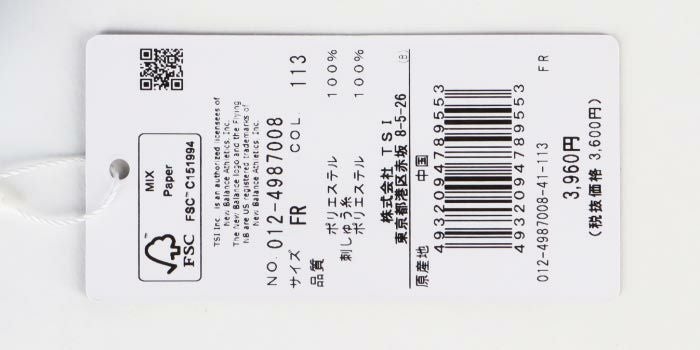 MIX
Paper
FSC™ C151994
FSC
TSI Inc. is an authorized licensees of
New Balance Athletics, Inc.
The New Balance logo and the Flying
NB are US registered trademarks of
New Balance Athletics, Inc.
NO. 012-4987008
サイズ FR COL 113
品質
ポリエステル 100%
刺しゅう糸
ポリエステル 100%
株式会社 TSI
東京都港区赤坂 8-5-26 (8)
原産地 中国
4932094789553
4932094789553
012-4987008-41-113 FR
3,960円
(税抜価格 3,600円)